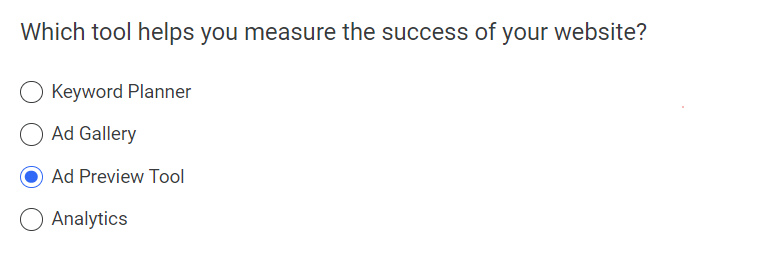 Which tool helps you measure the success of your website?
Keyword Planner
Ad Gallery
Ad Preview Tool
Analytics